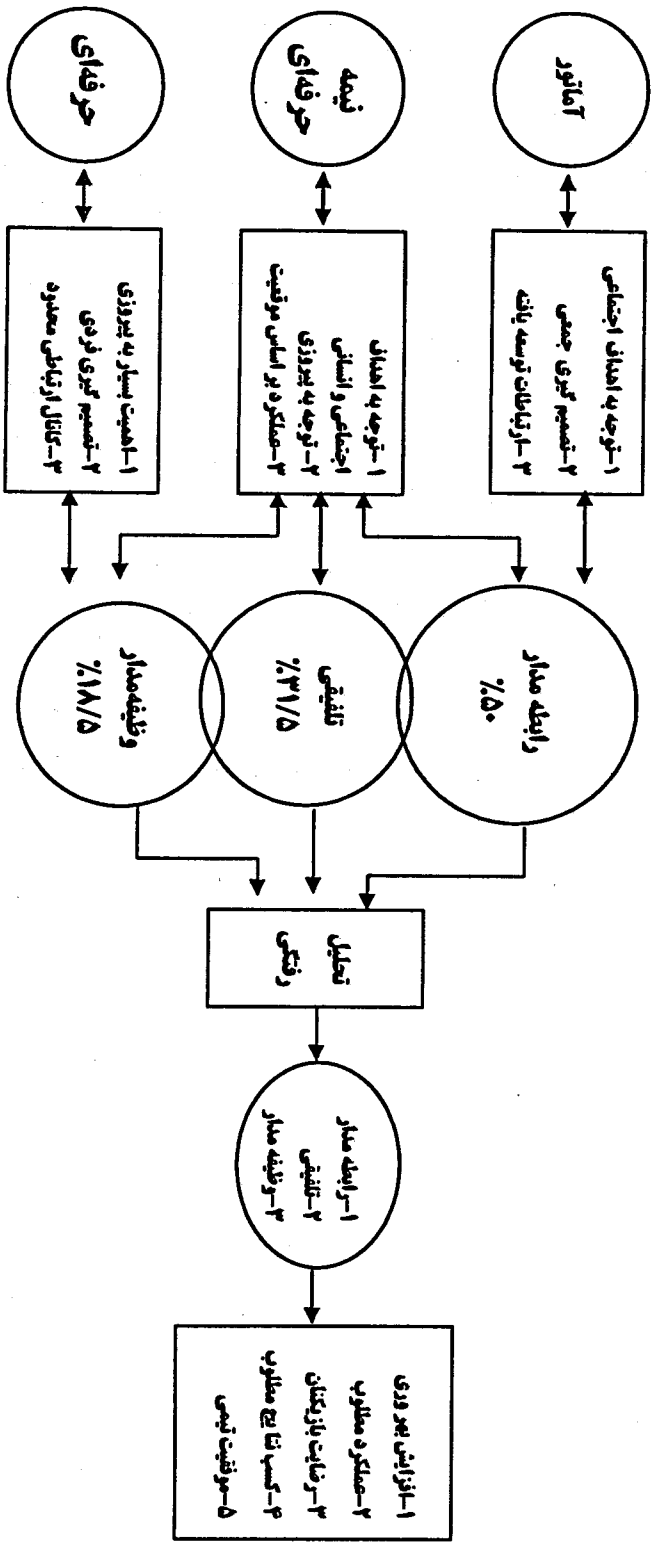 آماتور
نیمه
حرفه‌ای
حرفه‌ای
۱-توجه به اهداف اجتماعی
۲- تصمیم گیری جمعی
۳-ارتباطات توسعه یافته
۱-توجه به اهداف
اجتماعی و انسانی
۲- توجه به پیروزی
۳-عملکرد بر اساس موقعیت
۱-اهمیت بسیار به پیروزی
۲- تصمیم گیری فردی
۳-کانال ارتباطی محدود
رابطه مدار
%۵۰
تلفیقی
%۳۱/۵
وظیفه‌مدار
%۱۸/۵
تحلیل
رفتگی
۱-رابطه مدار
۲-تلفیقی
۳-وظیفه مدار
۱-افزایش بهر وری
۲-عملکرد مطلوب
۳-رضایت بازیکنان
۴-کسب نتا یج مطلوب
۵-موفقیت تیمی